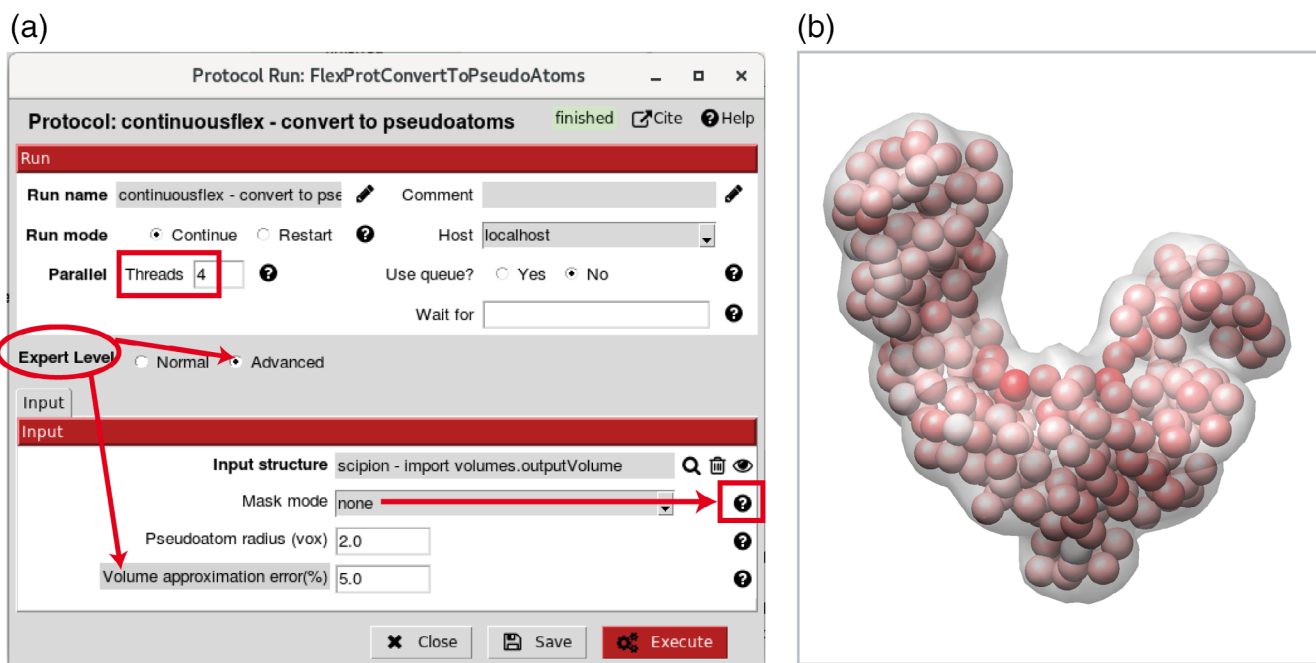 (a)
(b)
finished
Protocol Run: FlexProtConvertToPseudoAtoms
Protocol: continuousflex - convert to pseudoatoms finished Cite Help
Run
Run name continuousflex - convert to pse Comment
Run mode Continue Restart Host localhost
Parallel Threads 4 Use queue? Yes No
Wait for
Expert Level Normal Advanced
Input
Input
Input structure scipion - import volumes.outputVolume
Mask mode none
Pseudoatom radius (vox) 2.0
Volume approximation error(%) 5.0
Close Save Execute